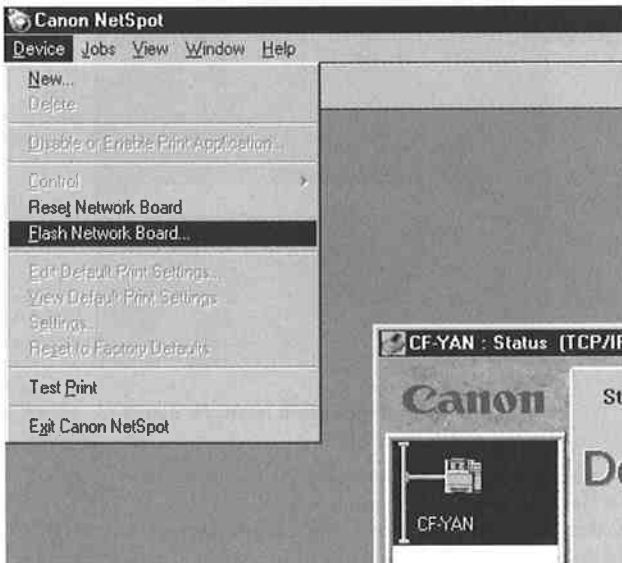 Canon NetSpot
Device Jobs View Window Help
New...
Delete
Disable or Enable Print Application...
Control
Reset Network Board
Flash Network Board...
Edit Default Print Settings...
View Default Print Settings
Settings...
Reset to Factory Defaults
Test Print
Exit Canon NetSpot
CF-YAN : Status (TCP/IP
Canon
St
De
CF-YAN